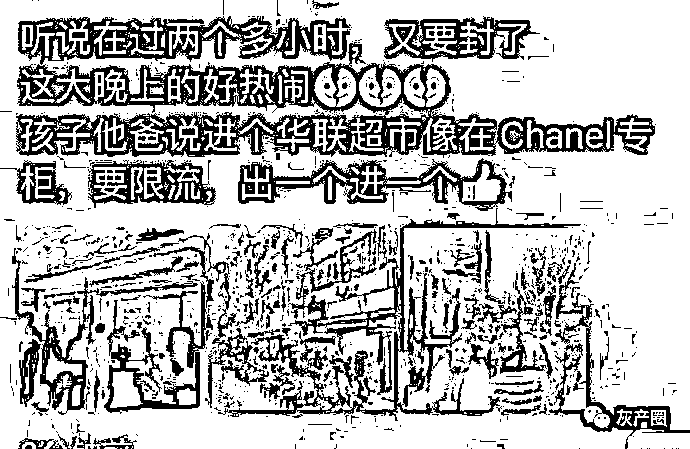 听说在过两个多小时，又要封了
这大晚上的好热闹
孩子他爸说进个华联超市像在Chanel专
柜，要限流，出一个进一个👍
灰产圈